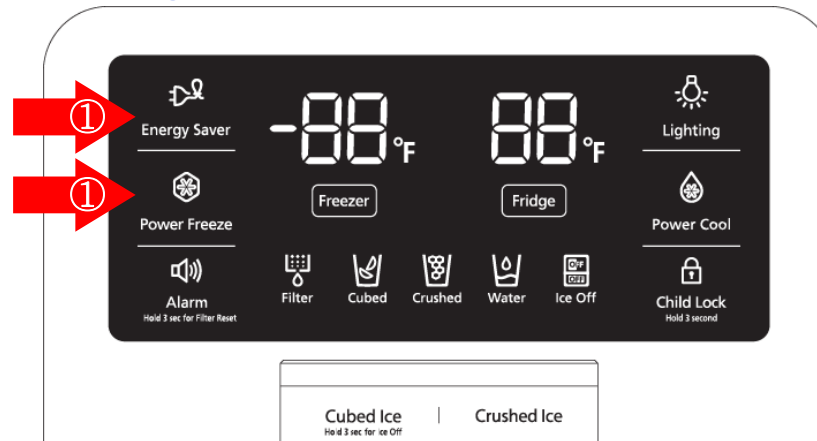 ①
Energy Saver
-88°F
88°F
Lighting
①
Power Freeze
Freezer
Fridge
Power Cool
Alarm
Hold 3 sec for Filter Reset
Filter
Cubed
Crushed
Water
OFF
OFF
Ice Off
Child Lock
Hold 3 second
Cubed Ice
Hold 3 sec for Ice Off
Crushed Ice